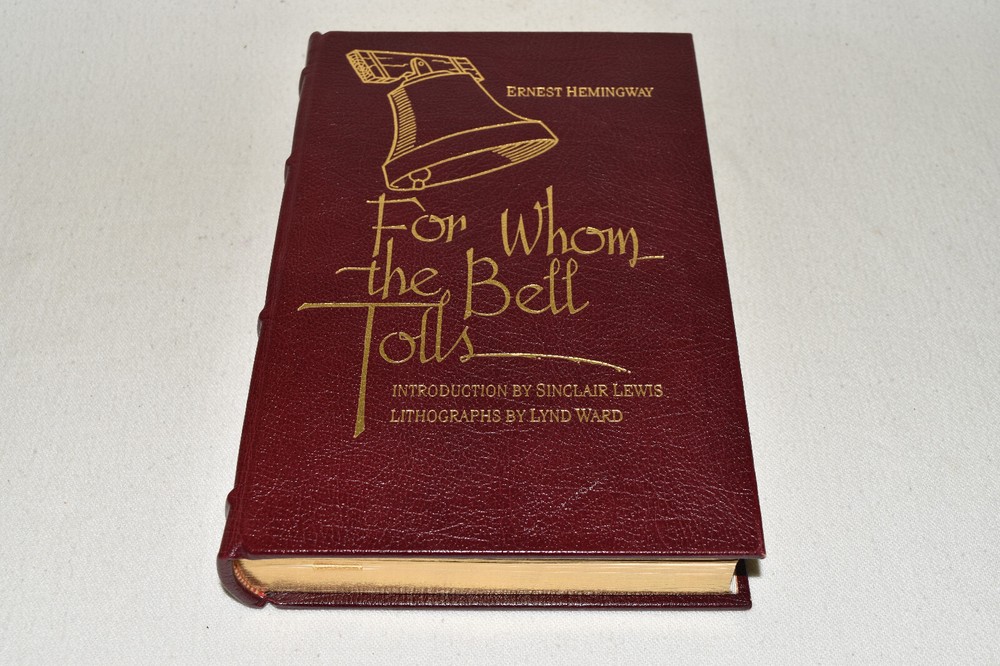 ERNEST HEMINGWAY
For Whom
the Bell
Tolls
INTRODUCTION BY SINCLAIR LEWIS
LITHOGRAPHS BY LYND WARD